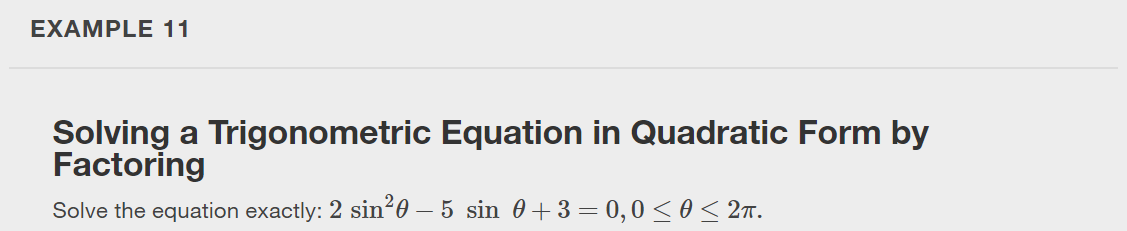 EXAMPLE 11
Solving a Trigonometric Equation in Quadratic Form by
Factoring
Solve the equation exactly: 2 sin²θ − 5 sin θ + 3 = 0, 0 ≤ θ ≤ 2π.